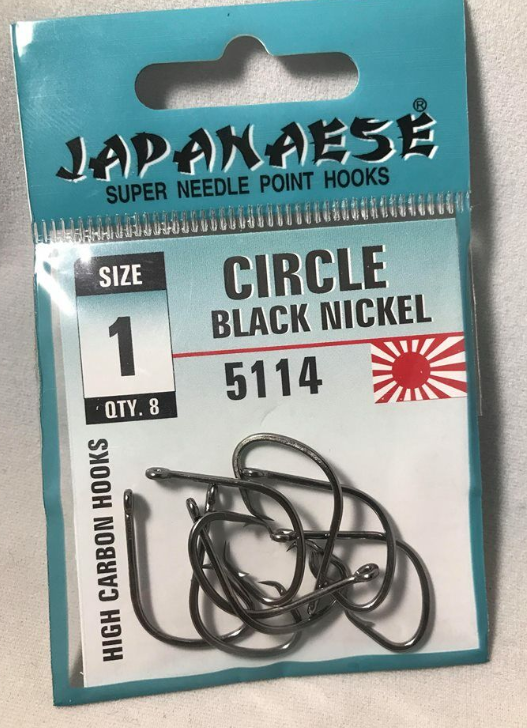 JAPANAESE®
SUPER NEEDLE POINT HOOKS
SIZE
1
QTY. 8
CIRCLE
BLACK NICKEL
5114
HIGH CARBON HOOKS